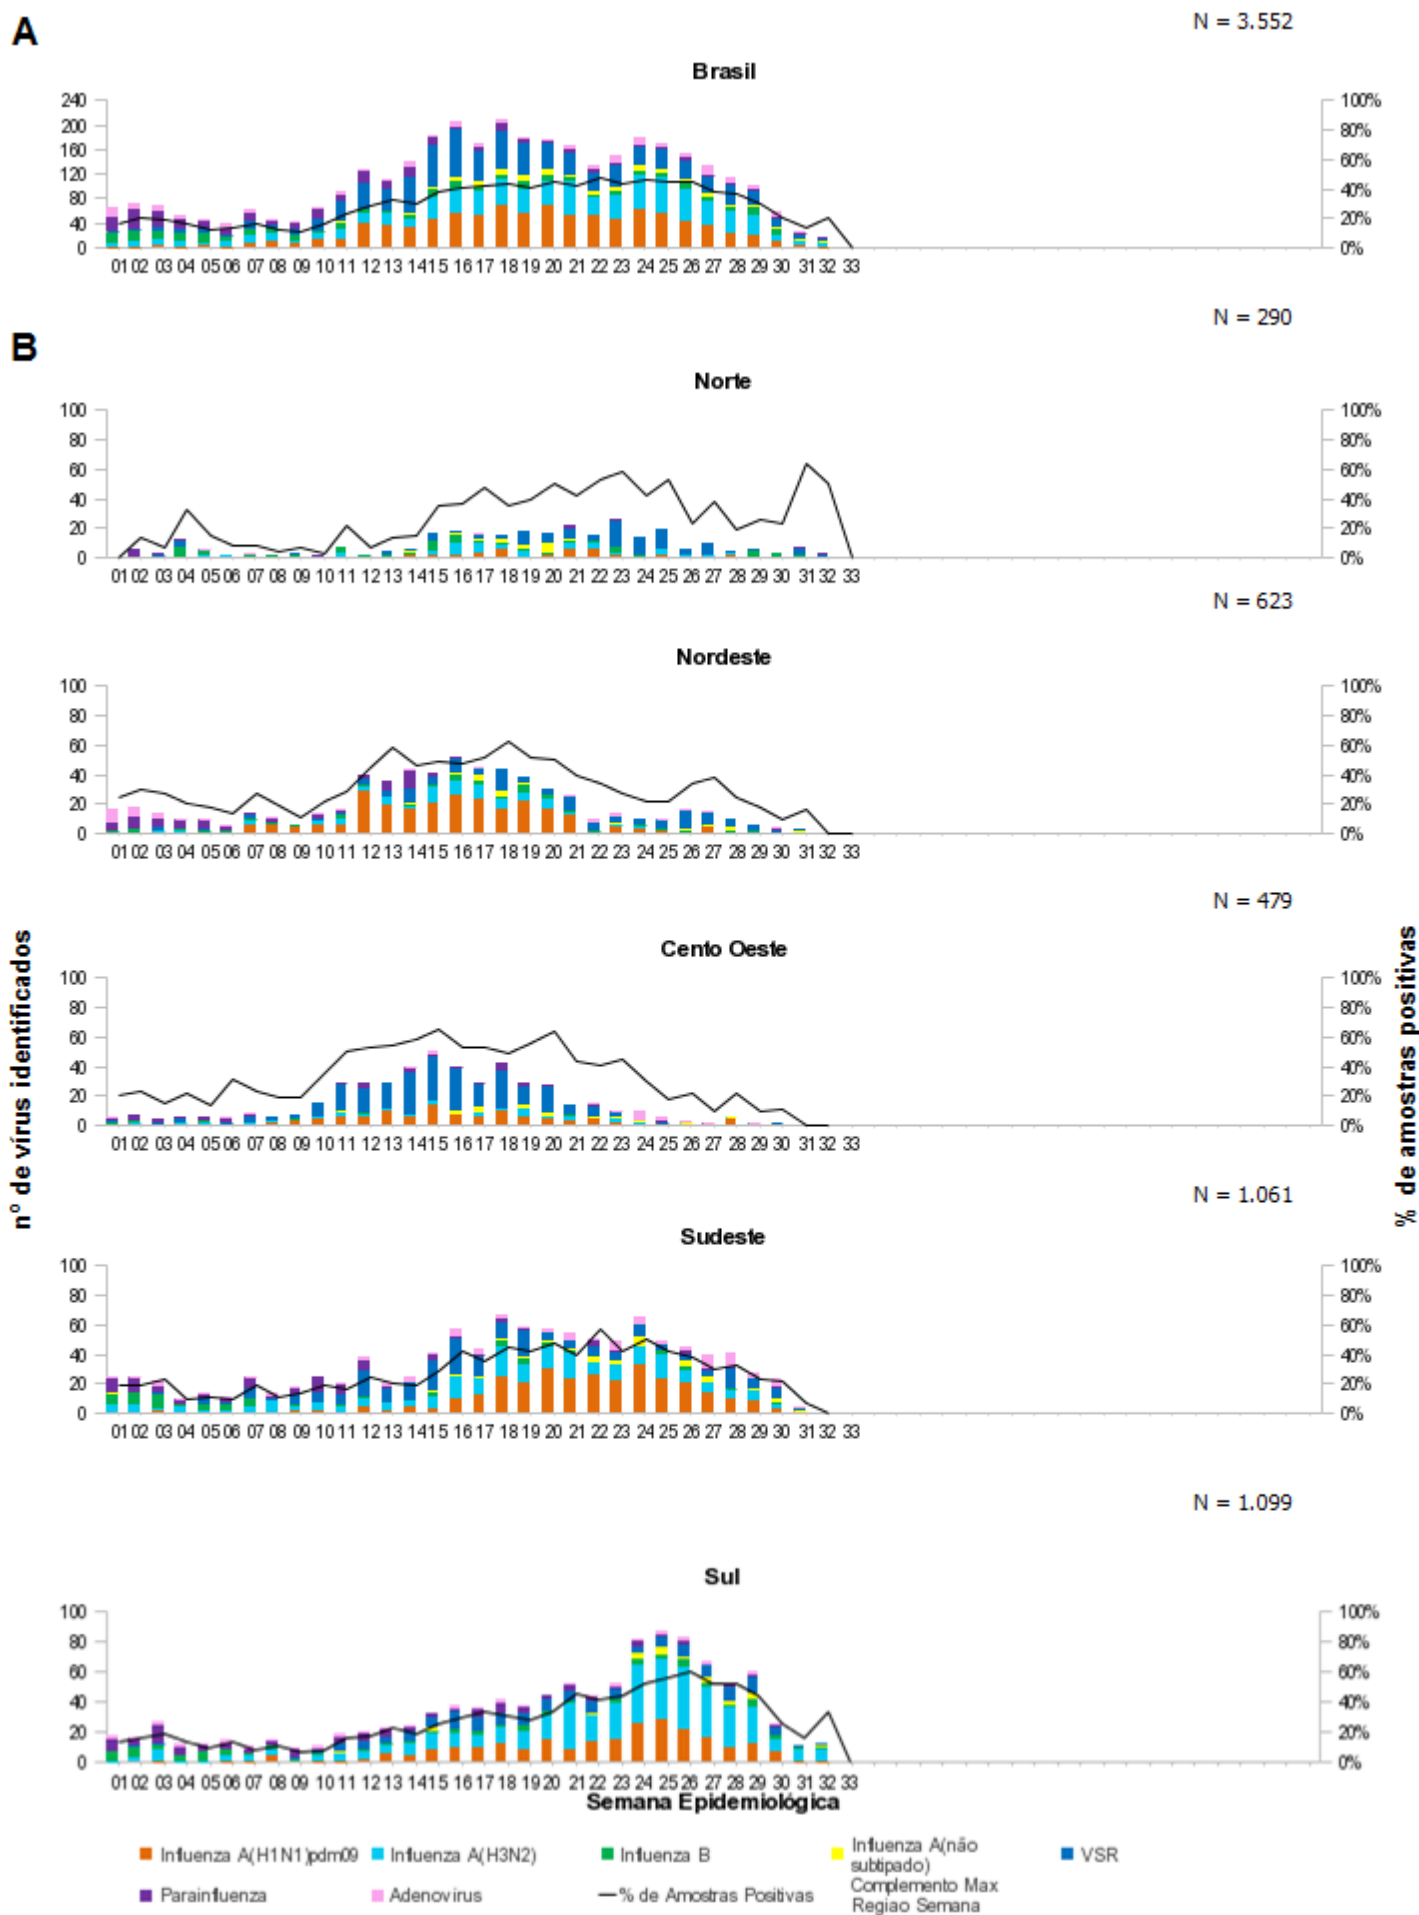 A
N = 3.552
Brasil
240 200 160 120 80 40 0
100% 80% 60% 40% 20% 0%
01 02 03 04 05 06 07 08 09 10 11 12 13 14 15 16 17 18 19 20 21 22 23 24 25 26 27 28 29 30 31 32 33
N = 290
B
Norte
100 80 60 40 20 0
100% 80% 60% 40% 20% 0%
01 02 03 04 05 06 07 08 09 10 11 12 13 14 15 16 17 18 19 20 21 22 23 24 25 26 27 28 29 30 31 32 33
N = 623
Nordeste
100 80 60 40 20 0
100% 80% 60% 40% 20% 0%
01 02 03 04 05 06 07 08 09 10 11 12 13 14 15 16 17 18 19 20 21 22 23 24 25 26 27 28 29 30 31 32 33
N = 479
Cento Oeste
100 80 60 40 20 0
100% 80% 60% 40% 20% 0%
01 02 03 04 05 06 07 08 09 10 11 12 13 14 15 16 17 18 19 20 21 22 23 24 25 26 27 28 29 30 31 32 33
nº de vírus identificados
% de amostras positivas
N = 1.061
Sudeste
100 80 60 40 20 0
100% 80% 60% 40% 20% 0%
01 02 03 04 05 06 07 08 09 10 11 12 13 14 15 16 17 18 19 20 21 22 23 24 25 26 27 28 29 30 31 32 33
N = 1.099
Sul
100 80 60 40 20 0
100% 80% 60% 40% 20% 0%
01 02 03 04 05 06 07 08 09 10 11 12 13 14 15 16 17 18 19 20 21 22 23 24 25 26 27 28 29 30 31 32 33
Semana Epidemiológica
Influenza A(H1N1)pdm09
Influenza A(H3N2)
Influenza B
Influenza A(não
subtipado)
VSR
Parainfluenza
Adenovirus
% de Amostras Positivas
Complemento Max
Regiao Semana